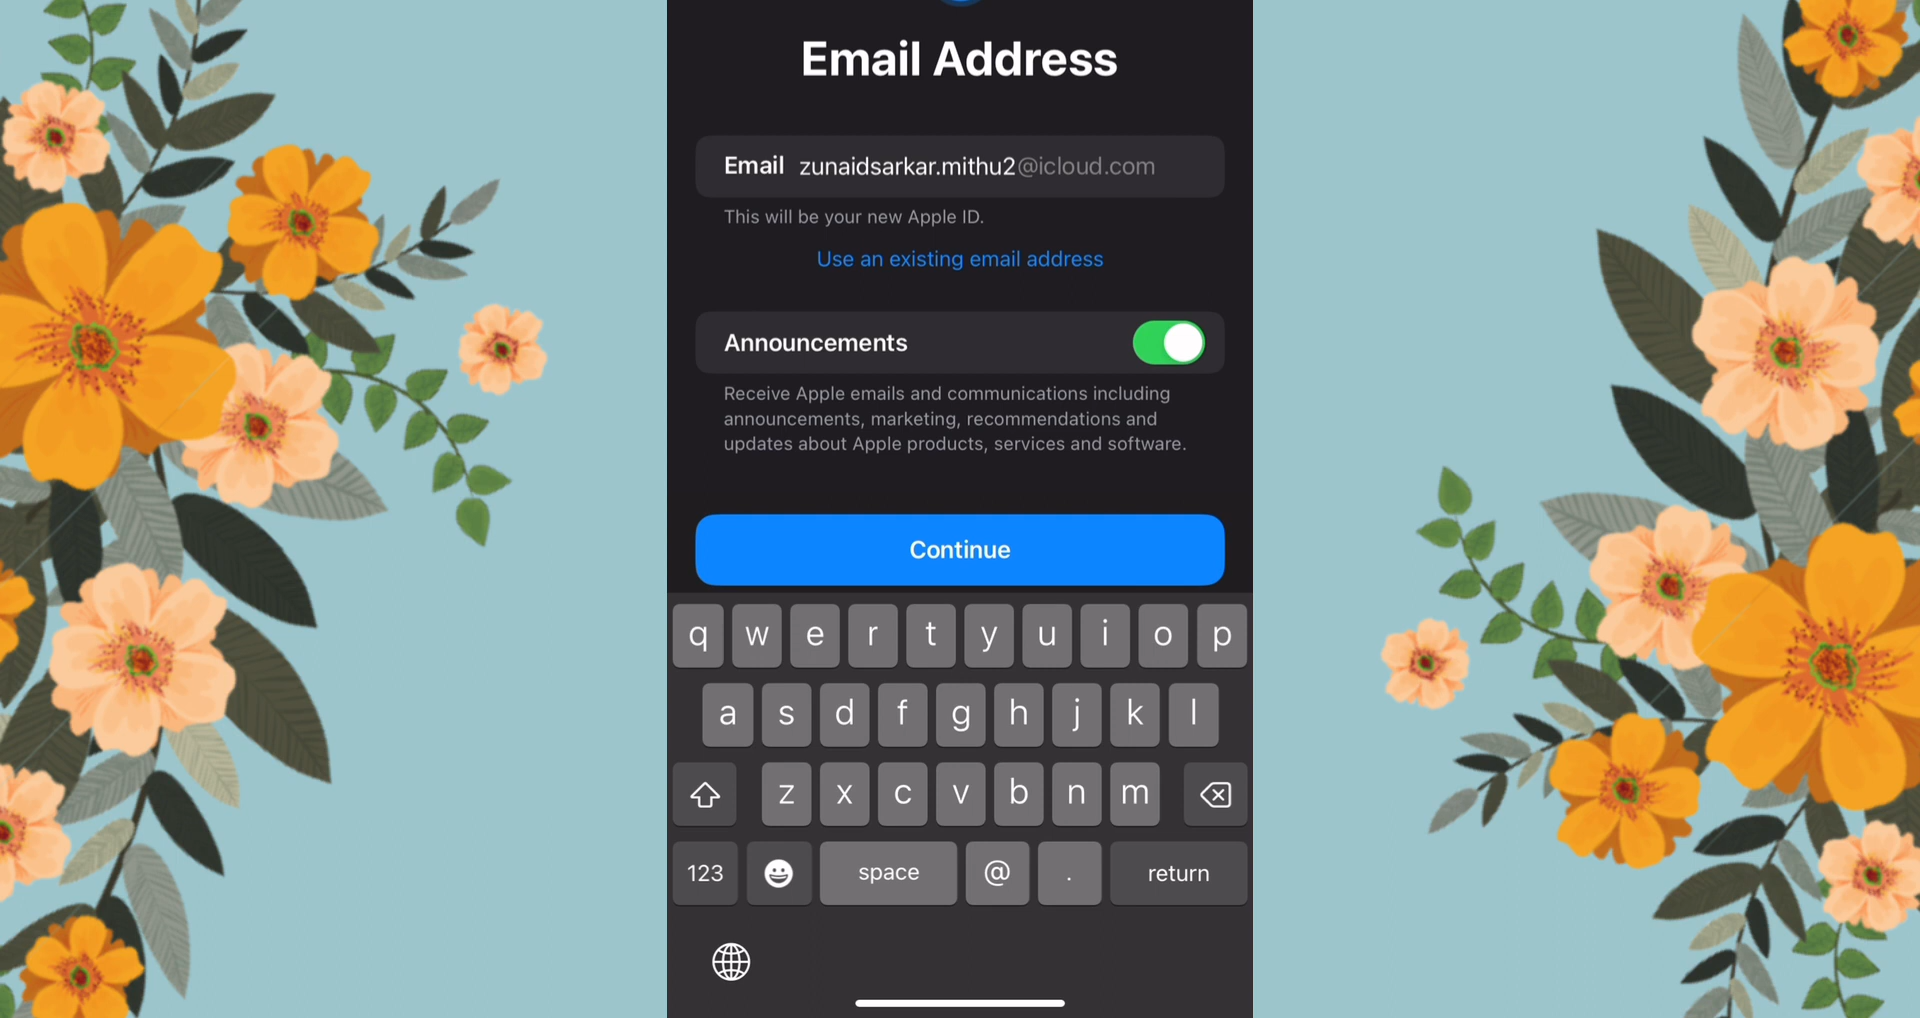 Email Address
Email zunaidsarkar.mithu2@icloud.com
This will be your new Apple ID.
Use an existing email address
Announcements
Receive Apple emails and communications including
announcements, marketing, recommendations and
updates about Apple products, services and software.
Continue
q w e r t y u i o p
a s d f g h j k l
z x c v b n m
123 space @ . return